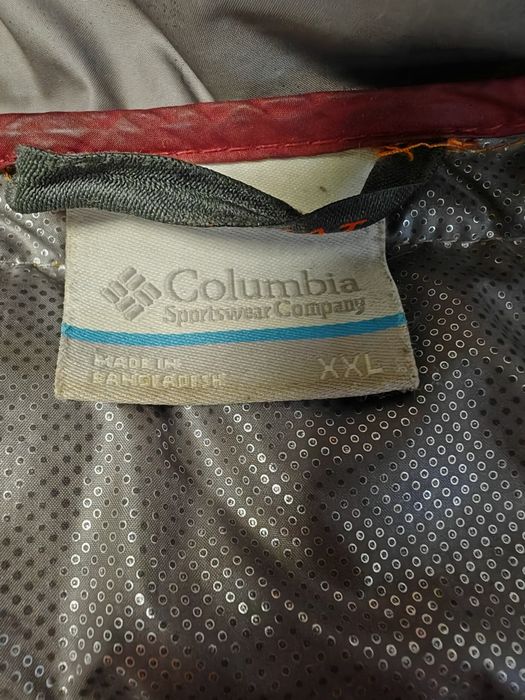 Columbia
Sportswear Company
MADE IN
BANGLADESH
XXL